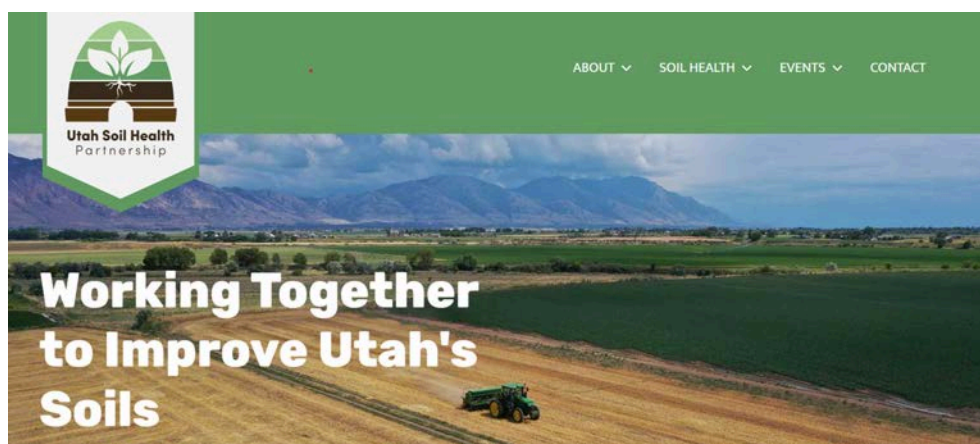 Utah Soil Health
Partnership
ABOUT
SOIL HEALTH
EVENTS
CONTACT
Working Together
to Improve Utah's
Soils